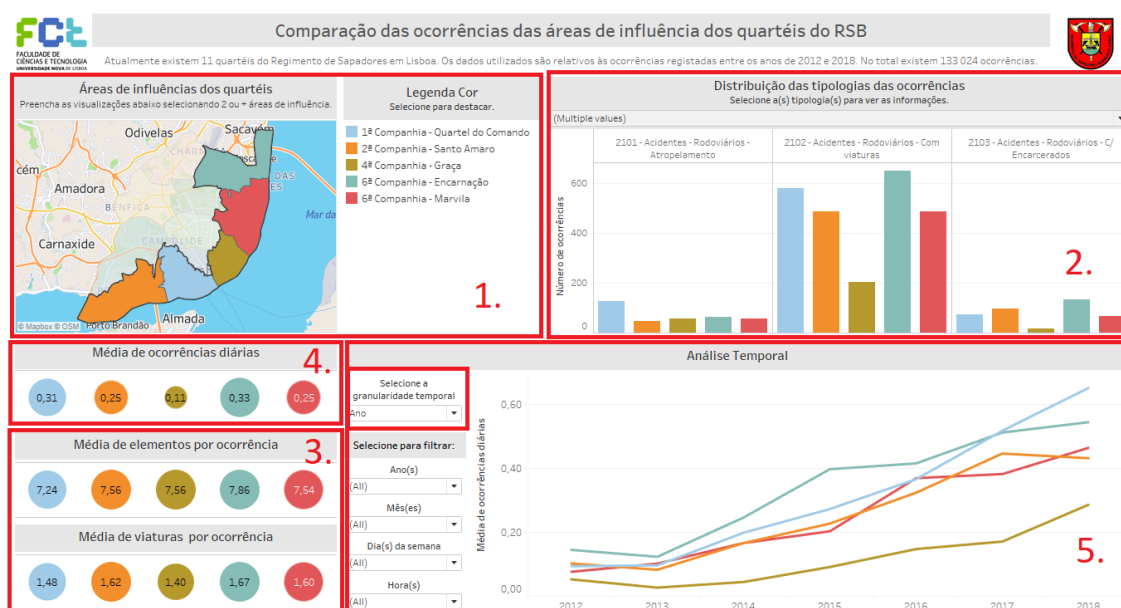 FCt
FACULDADE DE
CIÊNCIAS E TECNOLOGIA
UNIVERSIDADE NOVA DE LISBOA
Comparação das ocorrências das áreas de influência dos quartéis do RSB
Atualmente existem 11 quartéis do Regimento de Sapadores em Lisboa. Os dados utilizados são relativos às ocorrências registadas entre os anos de 2012 e 2018. No total existem 133 024 ocorrências.
Áreas de influências dos quartéis
Preencha as visualizações abaixo selecionando 2 ou + áreas de influência.
Odivelas
Sacavém
Amadora
BENFICA
Carnaxide
Mar da
Almada
Porto Brandão
© Mapbox © OSM
Legenda Cor
Selecione para destacar.
1ª Companhia - Quartel do Comando
2ª Companhia - Santo Amaro
4ª Companhia - Graça
6ª Companhia - Encarnação
6ª Companhia - Marvila
1.
Distribuição das tipologias das ocorrências
Selecione a(s) tipologia(s) para ver as informações.
(Multiple values)
2101 - Acidentes - Rodoviários -
Atropelamento
2102 - Acidentes - Rodoviários - Com
viaturas
2103 - Acidentes - Rodoviários - C/
Encarcerados
Número de ocorrências
600
400
200
0
2.
Média de ocorrências diárias
4.
0,31 0,25 0,11 0,33 0,25
Média de elementos por ocorrência
3.
7,24 7,56 7,56 7,86 7,54
Média de viaturas por ocorrência
1,48 1,62 1,40 1,67 1,60
Selecione a
granularidade temporal
Ano
Selecione para filtrar:
Ano(s)
(All)
Mês(es)
(All)
Dia(s) da semana
(All)
Hora(s)
(All)
Análise Temporal
Média de ocorrências diárias
0,60
0,40
0,20
0,00
2012 2013 2014 2015 2016 2017 2018
5.